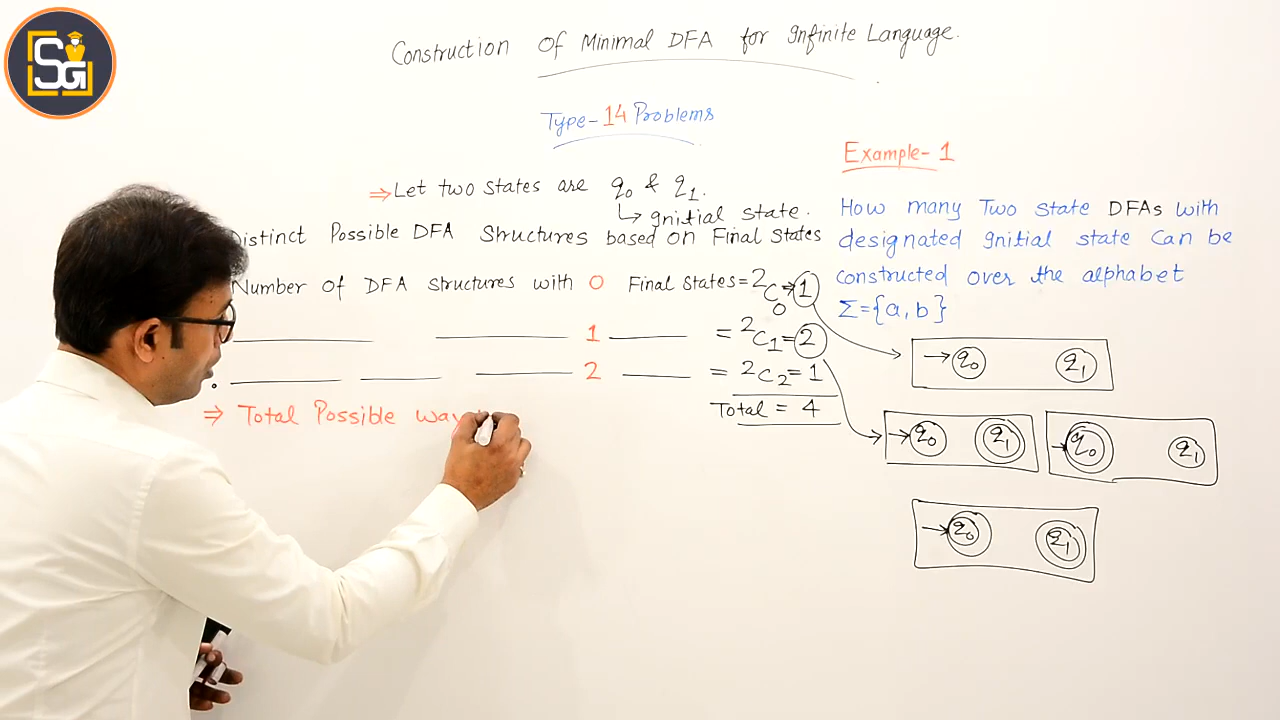 SG
Construction Of Minimal DFA for Infinite Language.
Type-14 Problems
⇒ Let two states are q₀ & q₁.
↳ Initial state.
Distinct Possible DFA Structures based on Final States
Number of DFA structures with 0 Final States = ²C₀ ⇒ 1
1 = ²C₁ = 2
2 = ²C₂ = 1
Total = 4
⇒ Total Possible
Example-1
How many Two state DFAs with
designated Initial state can be
constructed over the alphabet
Σ={a,b}
q₀ q₁
q₀ q₁ q₀ q₁
q₀ q₁